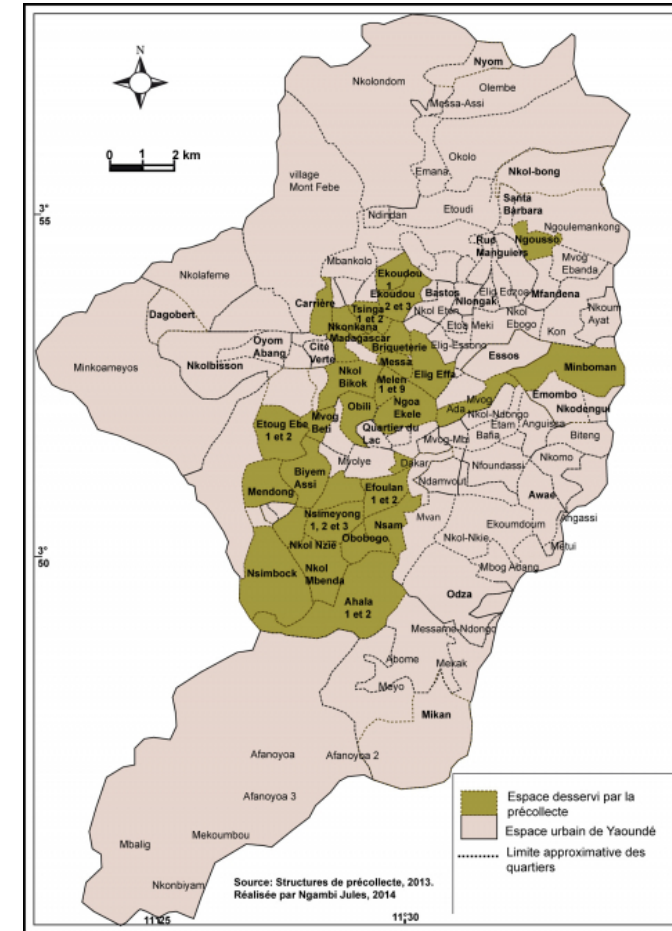 N
0 1 2 km
Nyom
Nkolondom
Olembe
Messa-Assi
Okolo
village
Mont Febe
Emana
Nkol-bong
3°
55
Santa
Barbara
Ndindan
Etoudi
Ngoulemankong
Rue
Manguiers
Ngousso
Mbankolo
Mvog
Ebanda
Nkolafeme
Ekoudou
1
Ekoudou
2 et 3
Bastos
Nlongak
Elig Edzoa
Mfandena
Carrière
Dagobert
Tsinga
1 et 2
Nkol Eton
Nkol
Ebogo
Nkoum
Ayat
Nkonkana
Madagascar
Etoa Meki
Kon
Oyom
Abang
Cité
Verte
Briqueterie
Elig-Essono
Essos
Minkoameyos
Nkolbisson
Messa
Minboman
Nkol
Bikok
Melen
1 et 9
Elig Effa
Emombo
Obili
Ngoa
Ekele
Ada
Mvog
Nkodengui
Etoug Ebe
1 et 2
Mvog
Beti
Nkol-Ndongo
Etam
Bafia
Anguissa
Quartier du
Lac
Mvog-Mbi
Biteng
Mvolye
Dakar
Nfoundassi
Nkomo
Biyem
Assi
Mendong
Efoulan
1 et 2
Ndamvout
Awae
Nsimeyong
1, 2 et 3
Nsam
Mvan
Ekoumdoum
Angassi
Nkol Nzie
Obobogo
Nkol-Nkie
Metui
3°
50
Nsimbock
Nkol
Mbenda
Mbog Abang
Ahala
1 et 2
Odza
Messame-Ndongo
Abome
Mekak
Meyo
Mikan
Afanoyoa
Afanoyoa 2
Afanoyoa 3
Espace desservi par la
précollecte
Espace urbain de Yaoundé
Limite approximative des
quartiers
Mekoumbou
Mbalig
Nkonbiyam
Source: Structures de précollecte, 2013.
Réalisée par Ngambi Jules, 2014
11°25
11°30